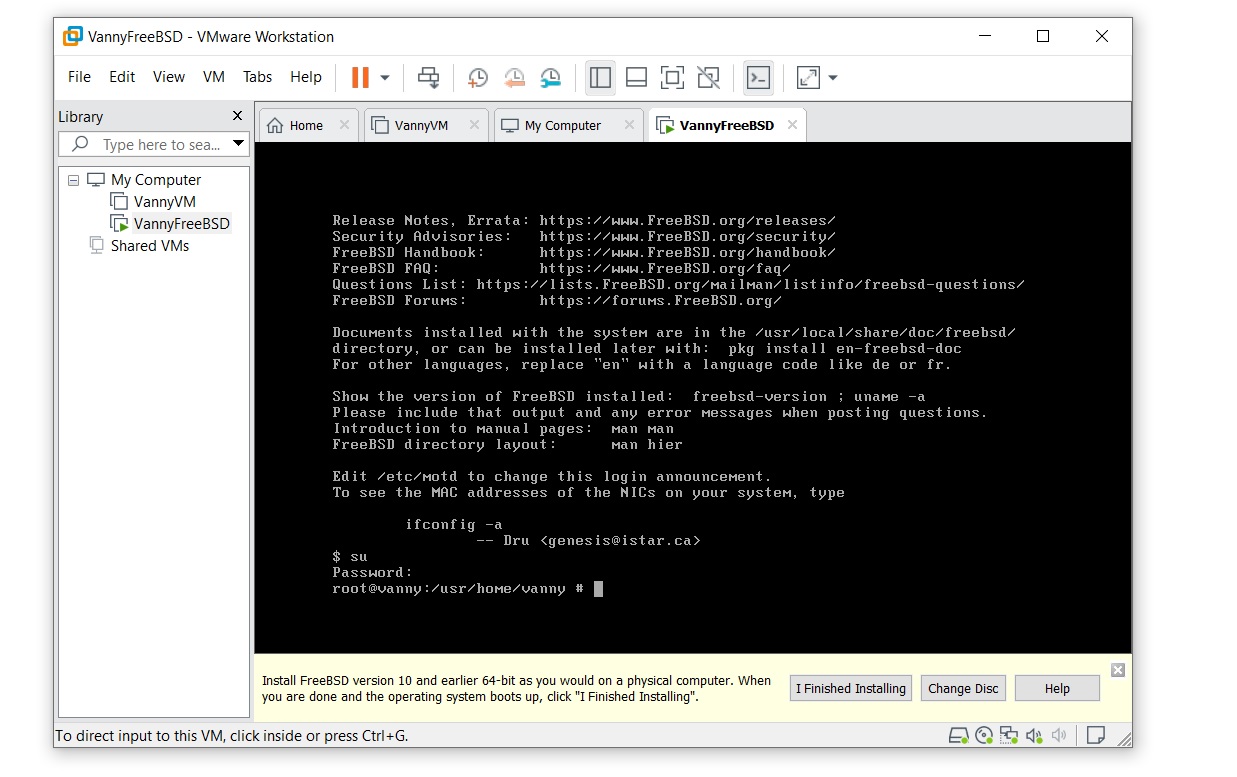 VannyFreeBSD - VMware Workstation
File Edit View VM Tabs Help
Library
Type here to sea...
My Computer
VannyVM
VannyFreeBSD
Shared VMs
Home VannyVM My Computer VannyFreeBSD
Release Notes, Errata: https://www.FreeBSD.org/releases/
Security Advisories: https://www.FreeBSD.org/security/
FreeBSD Handbook: https://www.FreeBSD.org/handbook/
FreeBSD FAQ: https://www.FreeBSD.org/faq/
Questions List: https://lists.FreeBSD.org/mailman/listinfo/freebsd-questions/
FreeBSD Forums: https://forums.FreeBSD.org/
Documents installed with the system are in the /usr/local/share/doc/freebsd/
directory, or can be installed later with: pkg install en-freebsd-doc
For other languages, replace "en" with a language code like de or fr.
Show the version of FreeBSD installed: freebsd-version ; uname -a
Please include that output and any error messages when posting questions.
Introduction to manual pages: man man
FreeBSD directory layout: man hier
Edit /etc/motd to change this login announcement.
To see the MAC addresses of the NICs on your system, type
ifconfig -a
-- Dru <genesis@istar.ca>
$ su
Password:
root@vanny:/usr/home/vanny #
Install FreeBSD version 10 and earlier 64-bit as you would on a physical computer. When
you are done and the operating system boots up, click "I Finished Installing".
I Finished Installing Change Disc Help
To direct input to this VM, click inside or press Ctrl+G.